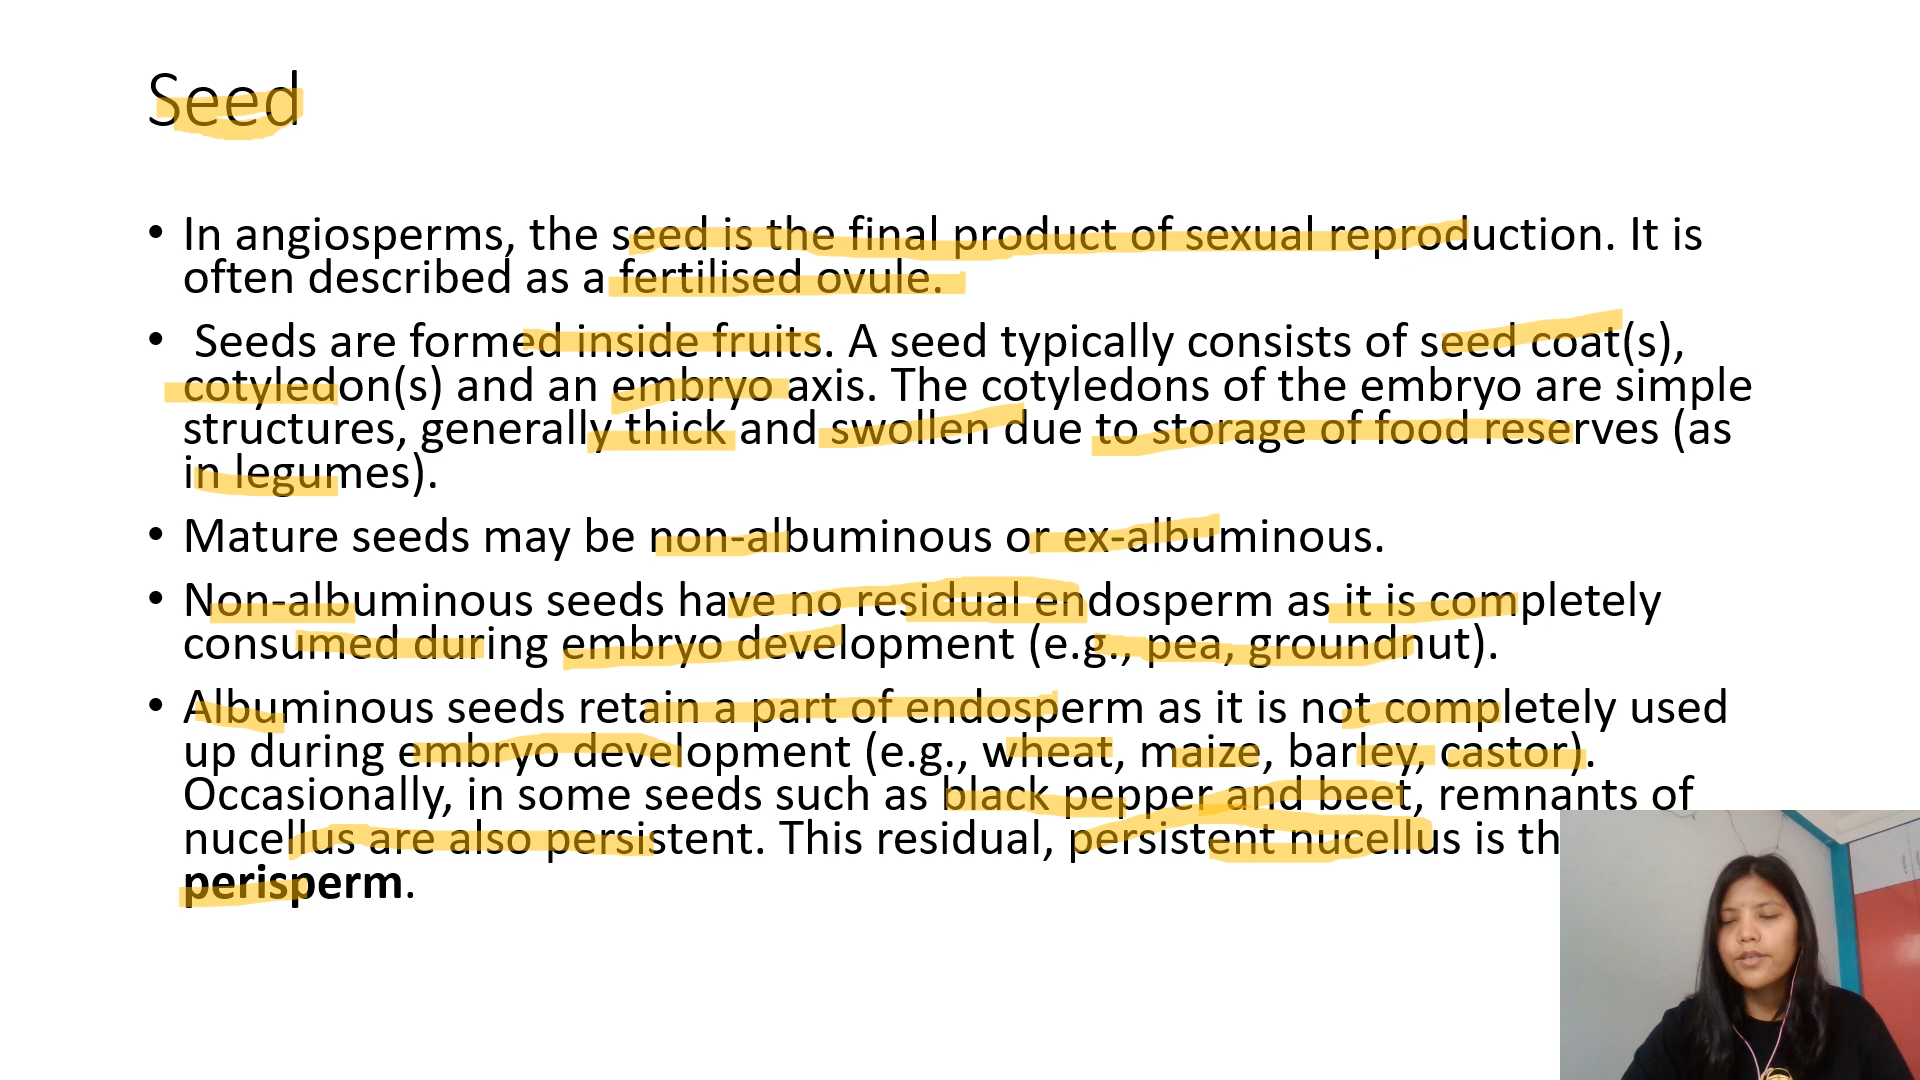 Seed
• In angiosperms, the seed is the final product of sexual reproduction. It is
often described as a fertilised ovule.
• Seeds are formed inside fruits. A seed typically consists of seed coat(s),
cotyledon(s) and an embryo axis. The cotyledons of the embryo are simple
structures, generally thick and swollen due to storage of food reserves (as
in legumes).
• Mature seeds may be non-albuminous or ex-albuminous.
• Non-albuminous seeds have no residual endosperm as it is completely
consumed during embryo development (e.g., pea, groundnut).
• Albuminous seeds retain a part of endosperm as it is not completely used
up during embryo development (e.g., wheat, maize, barley, castor).
Occasionally, in some seeds such as black pepper and beet, remnants of
nucellus are also persistent. This residual, persistent nucellus is th
perisperm.